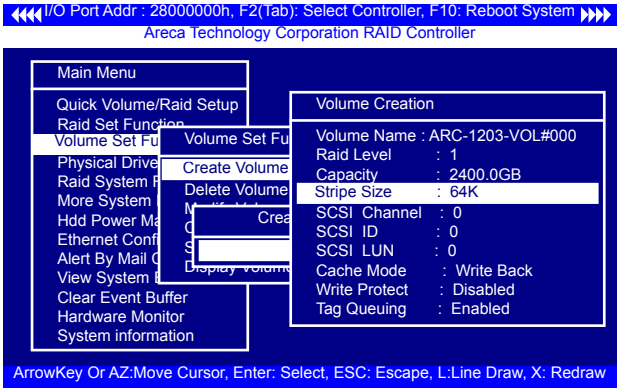 I/O Port Addr : 28000000h, F2(Tab): Select Controller, F10: Reboot System
Areca Technology Corporation RAID Controller
Main Menu
Quick Volume/Raid Setup
Raid Set Function
Volume Set Fu
Physical Drive
Raid System F
More System
Hdd Power Ma
Ethernet Confi
Alert By Mail C
View System E
Clear Event Buffer
Hardware Monitor
System information
Volume Set Fu
Create Volume
Delete Volume
Display Volume
Crea
Volume Creation
Volume Name : ARC-1203-VOL#000
Raid Level : 1
Capacity : 2400.0GB
Stripe Size : 64K
SCSI Channel : 0
SCSI ID : 0
SCSI LUN : 0
Cache Mode : Write Back
Write Protect : Disabled
Tag Queuing : Enabled
ArrowKey Or AZ:Move Cursor, Enter: Select, ESC: Escape, L:Line Draw, X: Redraw